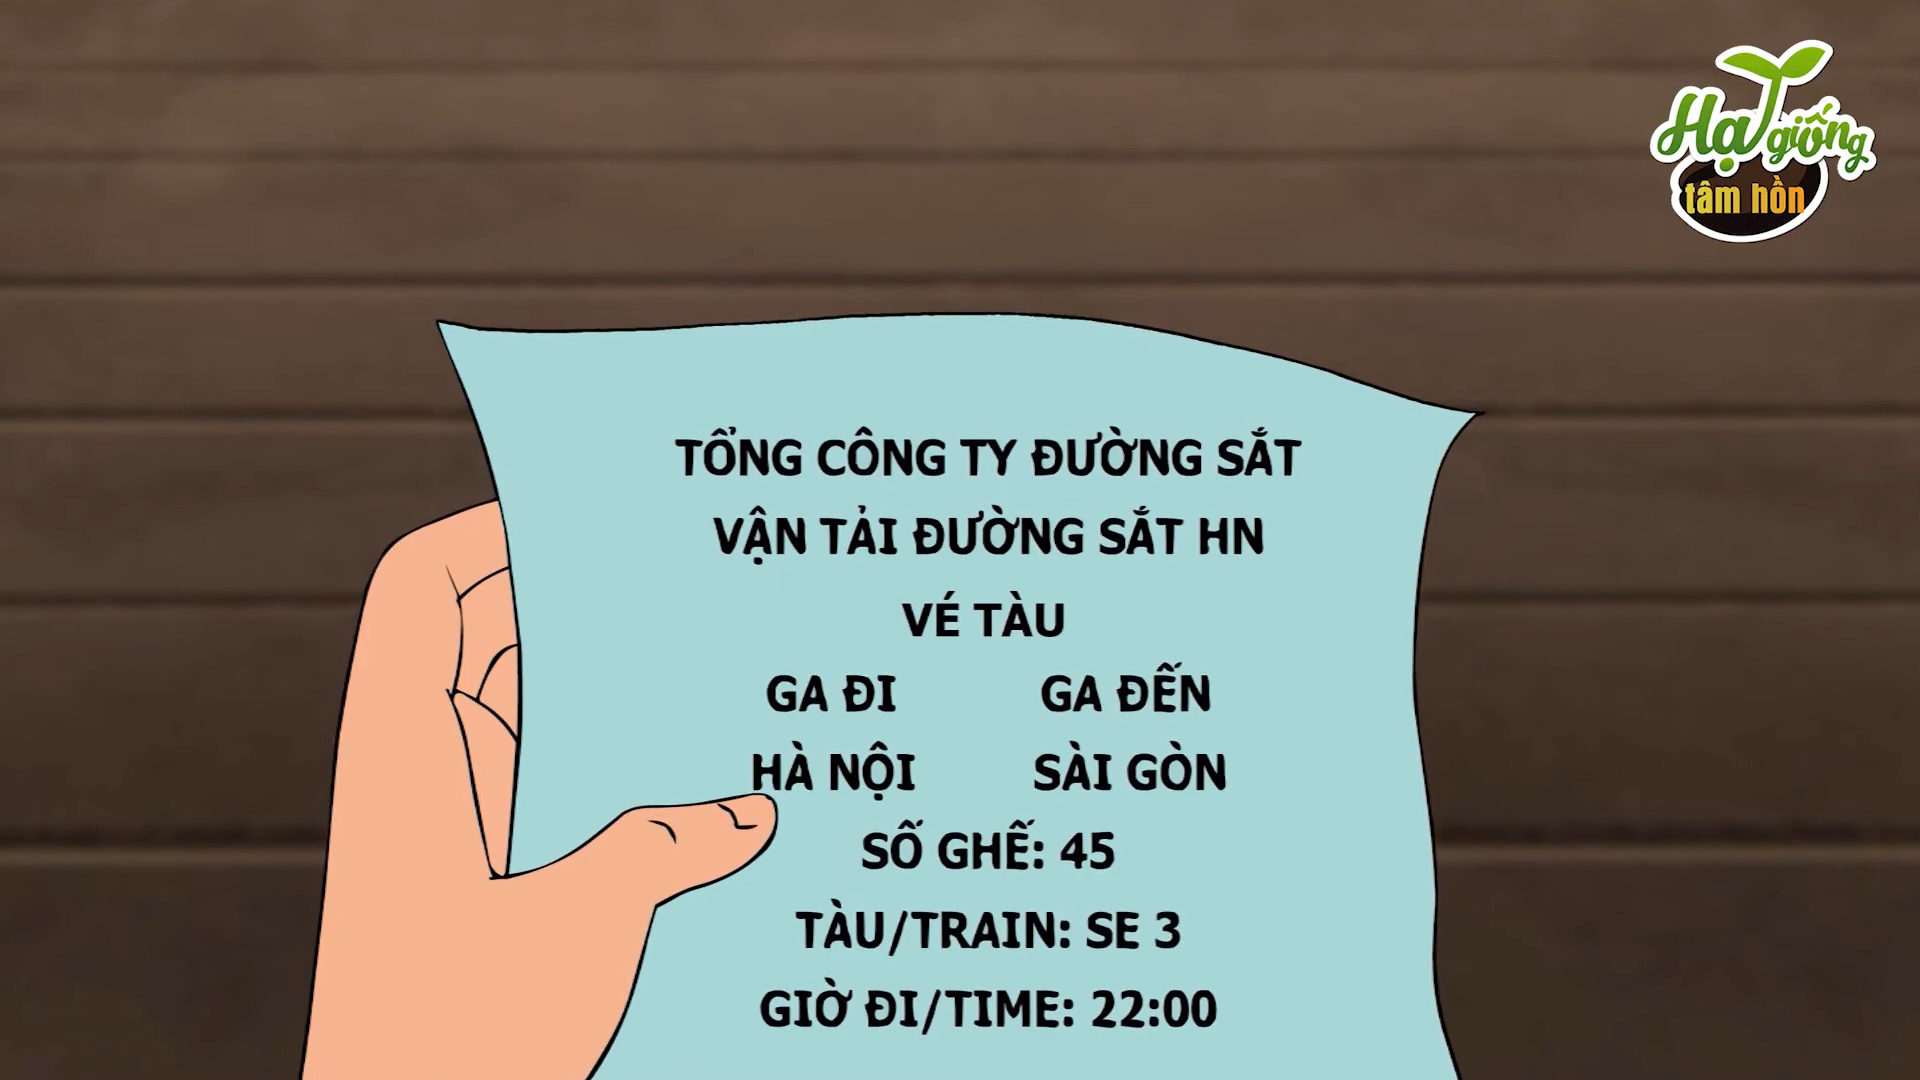 Hạt giống
tâm hồn
TỔNG CÔNG TY ĐƯỜNG SẮT
VẬN TẢI ĐƯỜNG SẮT HN
VÉ TÀU
GA ĐI GA ĐẾN
HÀ NỘI SÀI GÒN
SỐ GHẾ: 45
TÀU/TRAIN: SE 3
GIỜ ĐI/TIME: 22:00